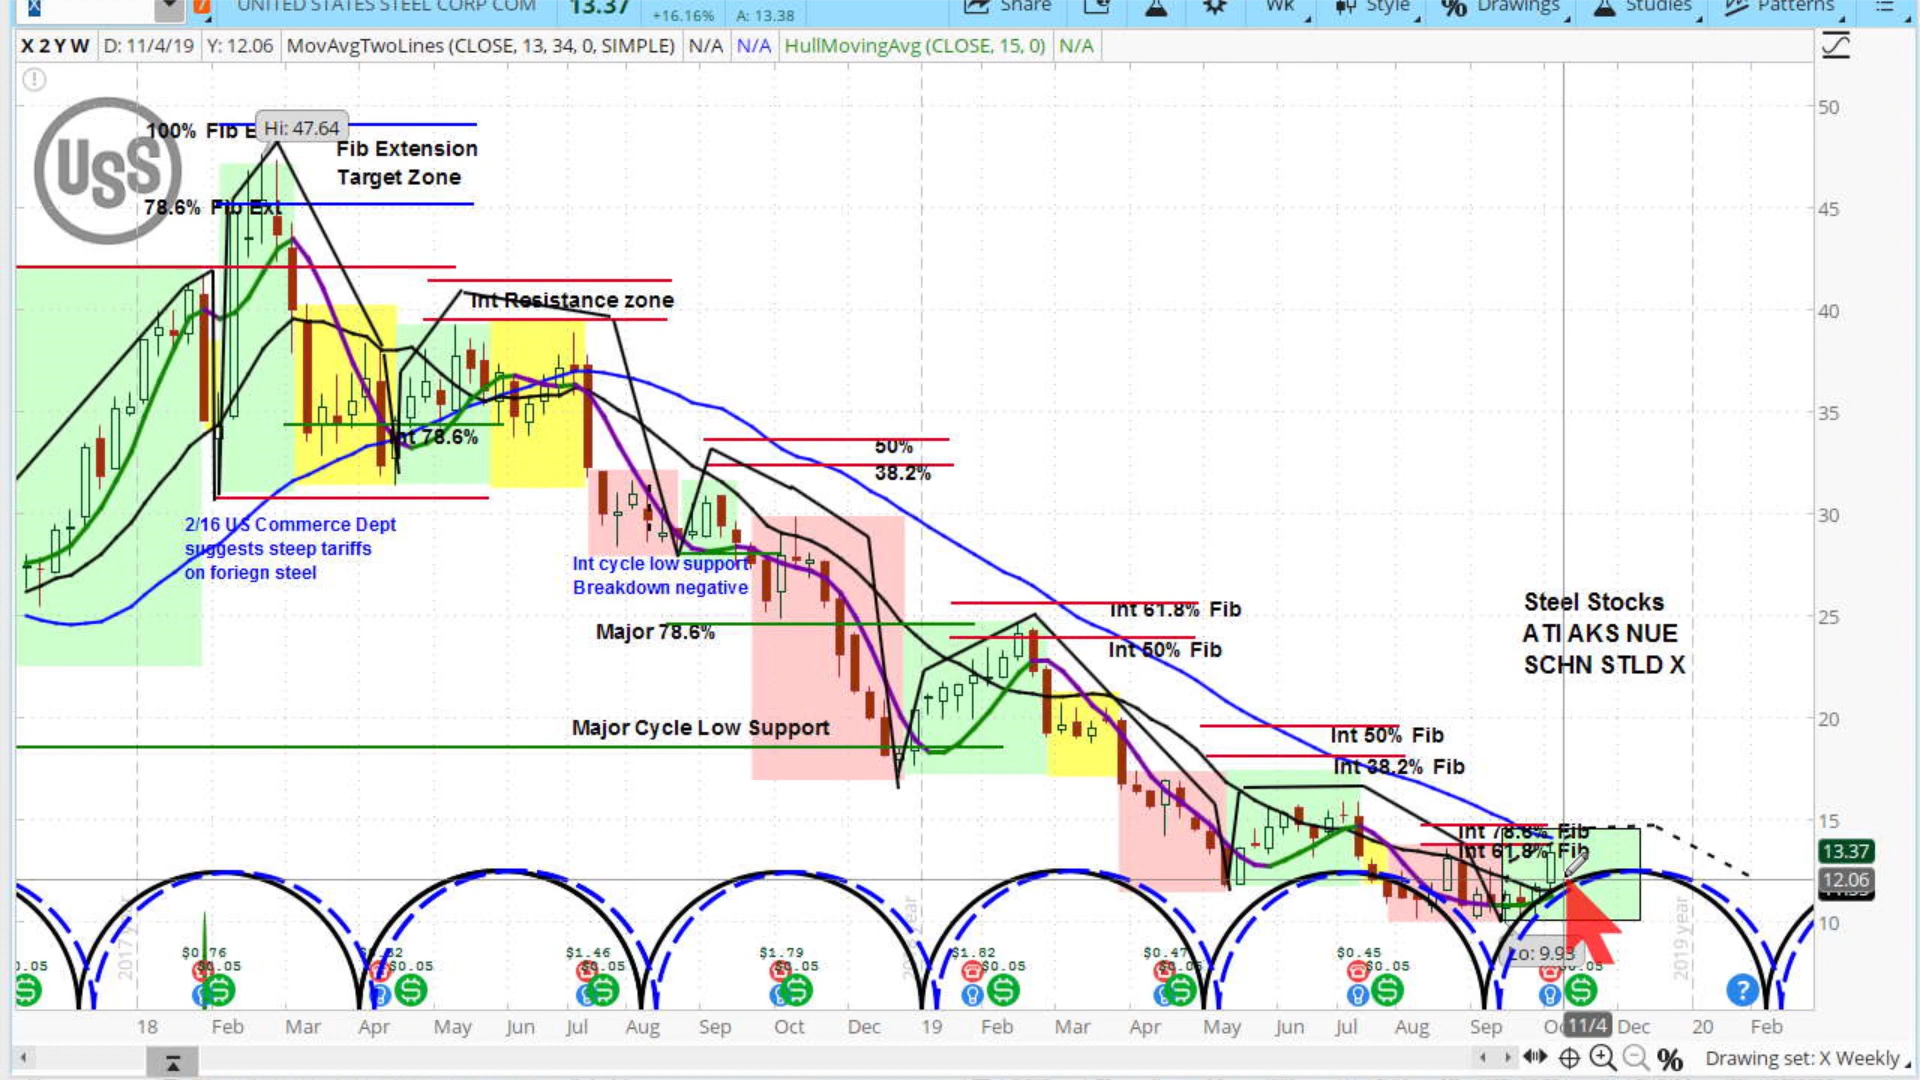 X
UNITED STATES STEEL CORP COM
13.37
+16.16%
A: 13.38
Share
Wk
Style
% Drawings
Studies
Patterns
X 2 Y W
D: 11/4/19
Y: 12.06
MovAvgTwoLines (CLOSE, 13, 34, 0, SIMPLE)
N/A
N/A
HullMovingAvg (CLOSE, 15, 0)
N/A
USS
100% Fib E
Hi: 47.64
Fib Extension
Target Zone
78.6% Fib Ext
Int Resistance zone
Int 78.6%
50%
38.2%
2/16 US Commerce Dept
suggests steep tariffs
on foriegn steel
Int cycle low support
Breakdown negative
Major 78.6%
Major Cycle Low Support
Int 61.8% Fib
Int 50% Fib
Steel Stocks
ATI AKS NUE
SCHN STLD X
Int 50% Fib
Int 38.2% Fib
Int 78.6% Fib
Int 61.8% Fib
Lo: 9.93
50
45
40
35
30
25
20
15
13.37
12.06
10
2017 year
2019 year
$0.76
$0.05
$0.05
$1.46
$0.05
$1.79
$0.05
$1.82
$0.05
$0.47
$0.05
$0.45
$0.05
18 Feb Mar Apr May Jun Jul Aug Sep Oct Dec 19 Feb Mar Apr May Jun Jul Aug Sep 11/4 Dec 20 Feb
%
Drawing set: X Weekly